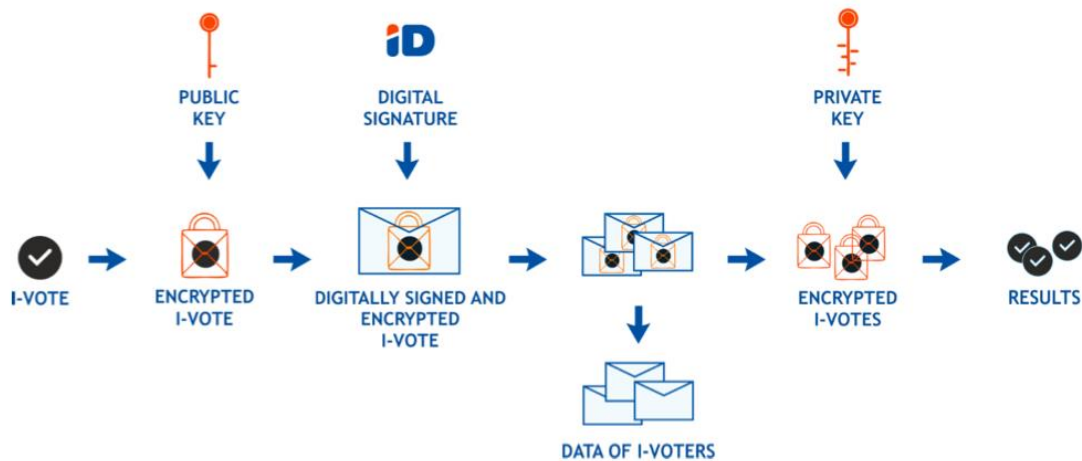 iD
PUBLIC
KEY
DIGITAL
SIGNATURE
PRIVATE
KEY
I-VOTE
ENCRYPTED
I-VOTE
DIGITALLY SIGNED AND
ENCRYPTED
I-VOTE
ENCRYPTED
I-VOTES
RESULTS
DATA OF I-VOTERS